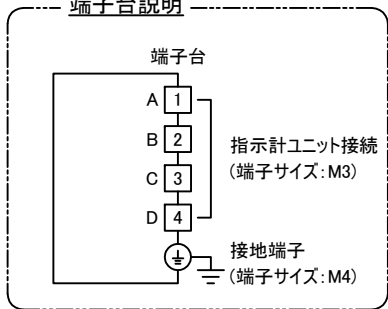 端子台説明
端子台
A 1
B 2
C 3
D 4
指示計ユニット接続
(端子サイズ:M3)
接地端子
(端子サイズ:M4)